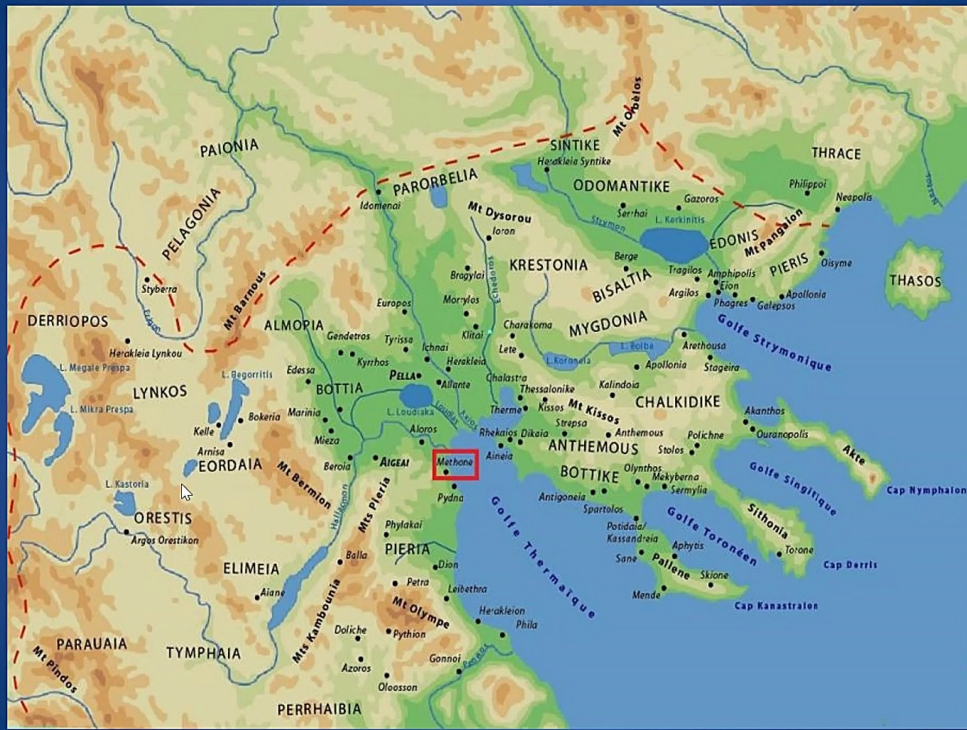 Mt Orbèlos
SINTIKE
Herakleia Syntike
THRACE
PAIONIA
PARORBELIA
ODOMANTIKE
Philippoi
Nestos
Idomenai
Gazoros
Neapolis
Serrhai
L. Kerkinitis
Mt Dysorou
Strymon
PELAGONIA
Ioron
EDONIS
Mt Pangaion
Berge
KRESTONIA
BISALTIA
PIERIS
Oisyme
Styberra
Bragylai
Echedoros
Tragilos
Amphipolis
THASOS
Mt Barnous
Eion
Argilos
Phagres
Galepsos
Apollonia
Europos
Morrylos
DERRIOPOS
Erigon
ALMOPIA
Klitai
Charakoma
MYGDONIA
Golfe Strymonique
Gendetros
Tyrissa
Ichnai
Lete
L. Koroneia
L. Bolbe
Arethousa
Herakleia Lynkou
Kyrrhos
Herakleia
Apollonia
Stageira
L. Mégale Prespa
Edessa
PELLA
Allante
Chalastra
Kalindoia
L. Begorritis
BOTTIA
Thessalonike
LYNKOS
L. Mikra Prespa
L. Loudiaka
Loudias
Axios
Therme
Kissos
Mt Kissos
CHALKIDIKE
Akanthos
Marinia
Bokeria
Kelle
Strepsa
Mieza
Aloros
Rhekalos
Dikaia
Anthemous
Polichne
Ouranopolis
Arnisa
ANTHEMOUS
Stolos
Akte
EORDAIA
Beroia
AIGEAI
Methone
Aineia
BOTTIKE
Olynthos
Mekyberna
Golfe Singitique
L. Kastoria
Mt Bermion
Mts Pieria
Pydna
Antigoneia
Sermylia
Cap Nymphaion
Haliakmon
Spartolos
ORESTIS
Golfe Toronéen
Sithonia
Argos Orestikon
Phylakai
Potidaia/
Kassandreia
PIERIA
Golfe Thermaïque
Aphytis
Torone
Balla
Sane
Pallene
Cap Derris
ELIMEIA
Dion
Petra
Skione
Aiane
Leibethra
Mende
Cap Kanastraion
Mt Olympe
Herakleion
Mts Kambounia
Doliche
Pythion
Phila
PARAUAIA
TYMPHAIA
Gonnoi
Peneios
Mt Pindos
Azoros
Oloosson
PERRHAIBIA